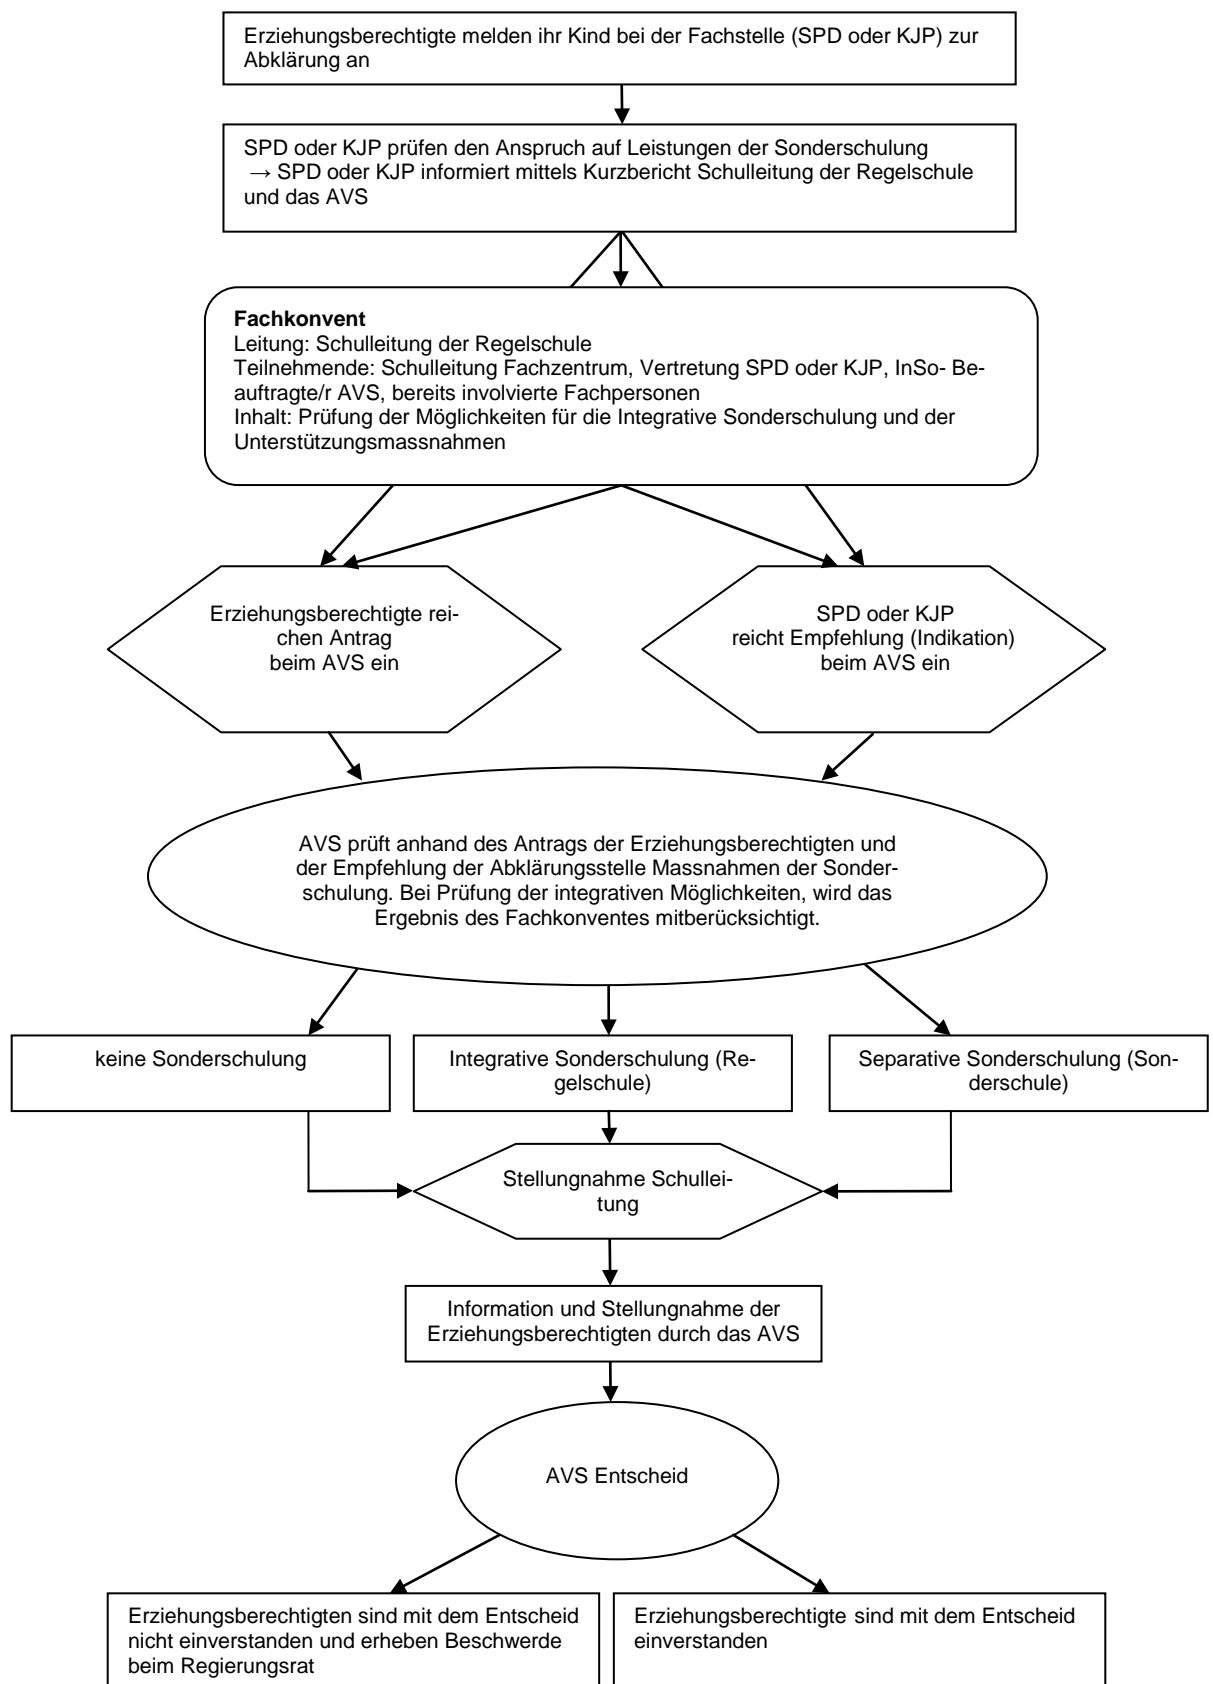 Erziehungsberechtigte melden ihr Kind bei der Fachstelle (SPD oder KJP) zur
Abklärung an
SPD oder KJP prüfen den Anspruch auf Leistungen der Sonderschulung
→ SPD oder KJP informiert mittels Kurzbericht Schulleitung der Regelschule
und das AVS
Fachkonvent
Leitung: Schulleitung der Regelschule
Teilnehmende: Schulleitung Fachzentrum, Vertretung SPD oder KJP, InSo- Be-
auftragte/r AVS, bereits involvierte Fachpersonen
Inhalt: Prüfung der Möglichkeiten für die Integrative Sonderschulung und der
Unterstützungsmassnahmen
Erziehungsberechtigte rei-
chen Antrag
beim AVS ein
SPD oder KJP
reicht Empfehlung (Indikation)
beim AVS ein
AVS prüft anhand des Antrags der Erziehungsberechtigten und
der Empfehlung der Abklärungsstelle Massnahmen der Sonder-
schulung. Bei Prüfung der integrativen Möglichkeiten, wird das
Ergebnis des Fachkonventes mitberücksichtigt.
keine Sonderschulung
Integrative Sonderschulung (Re-
gelschule)
Separative Sonderschulung (Son-
derschule)
Stellungnahme Schullei-
tung
Information und Stellungnahme der
Erziehungsberechtigten durch das AVS
AVS Entscheid
Erziehungsberechtigten sind mit dem Entscheid
nicht einverstanden und erheben Beschwerde
beim Regierungsrat
Erziehungsberechtigte sind mit dem Entscheid
einverstanden